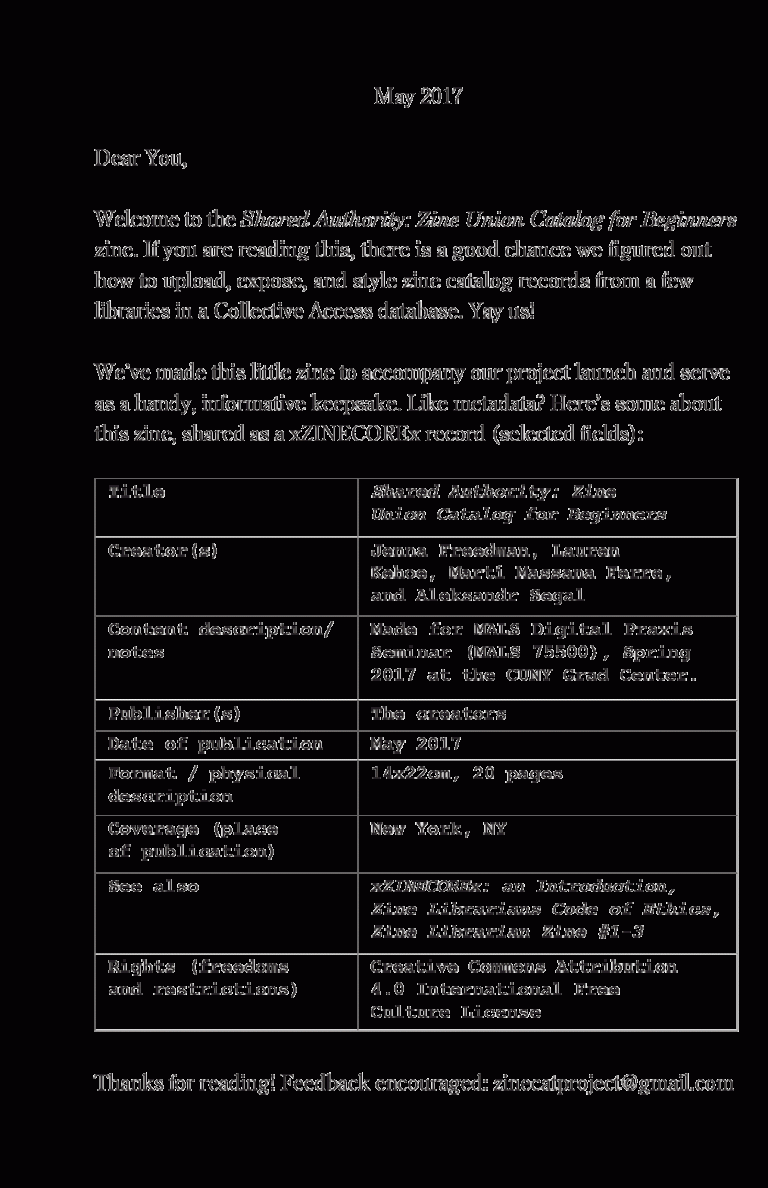 May 2017
Dear You,
Welcome to the Shared Authority: Zine Union Catalog for Beginners
zine. If you are reading this, there is a good chance we figured out
how to upload, expose, and style zine catalog records from a few
libraries in a Collective Access database. Yay us!
We've made this little zine to accompany our project launch and serve
as a handy, informative keepsake. Like metadata? Here's some about
this zine, shared as a xZINECOREx record (selected fields):
Title
Shared Authority: Zine
Union Catalog for Beginners
Creator(s)
Jenna Freedman, Lauren
Kehoe, Marti Massana Ferre,
and Aleksandr Segal
Content description/
notes
Made for MALS Digital Praxis
Seminar (MALS 75500), Spring
2017 at the CUNY Grad Center.
Publisher(s)
The creators
Date of publication
May 2017
Format / physical
description
14x22cm, 20 pages
Coverage (place
of publication)
New York, NY
See also
xZINECOREx: an Introduction,
Zine Librarians Code of Ethics,
Zine Librarian Zine #1-3
Rights (freedoms
and restrictions)
Creative Commons Attribution
4.0 International Free
Culture License
Thanks for reading! Feedback encouraged: zinecatproject@gmail.com